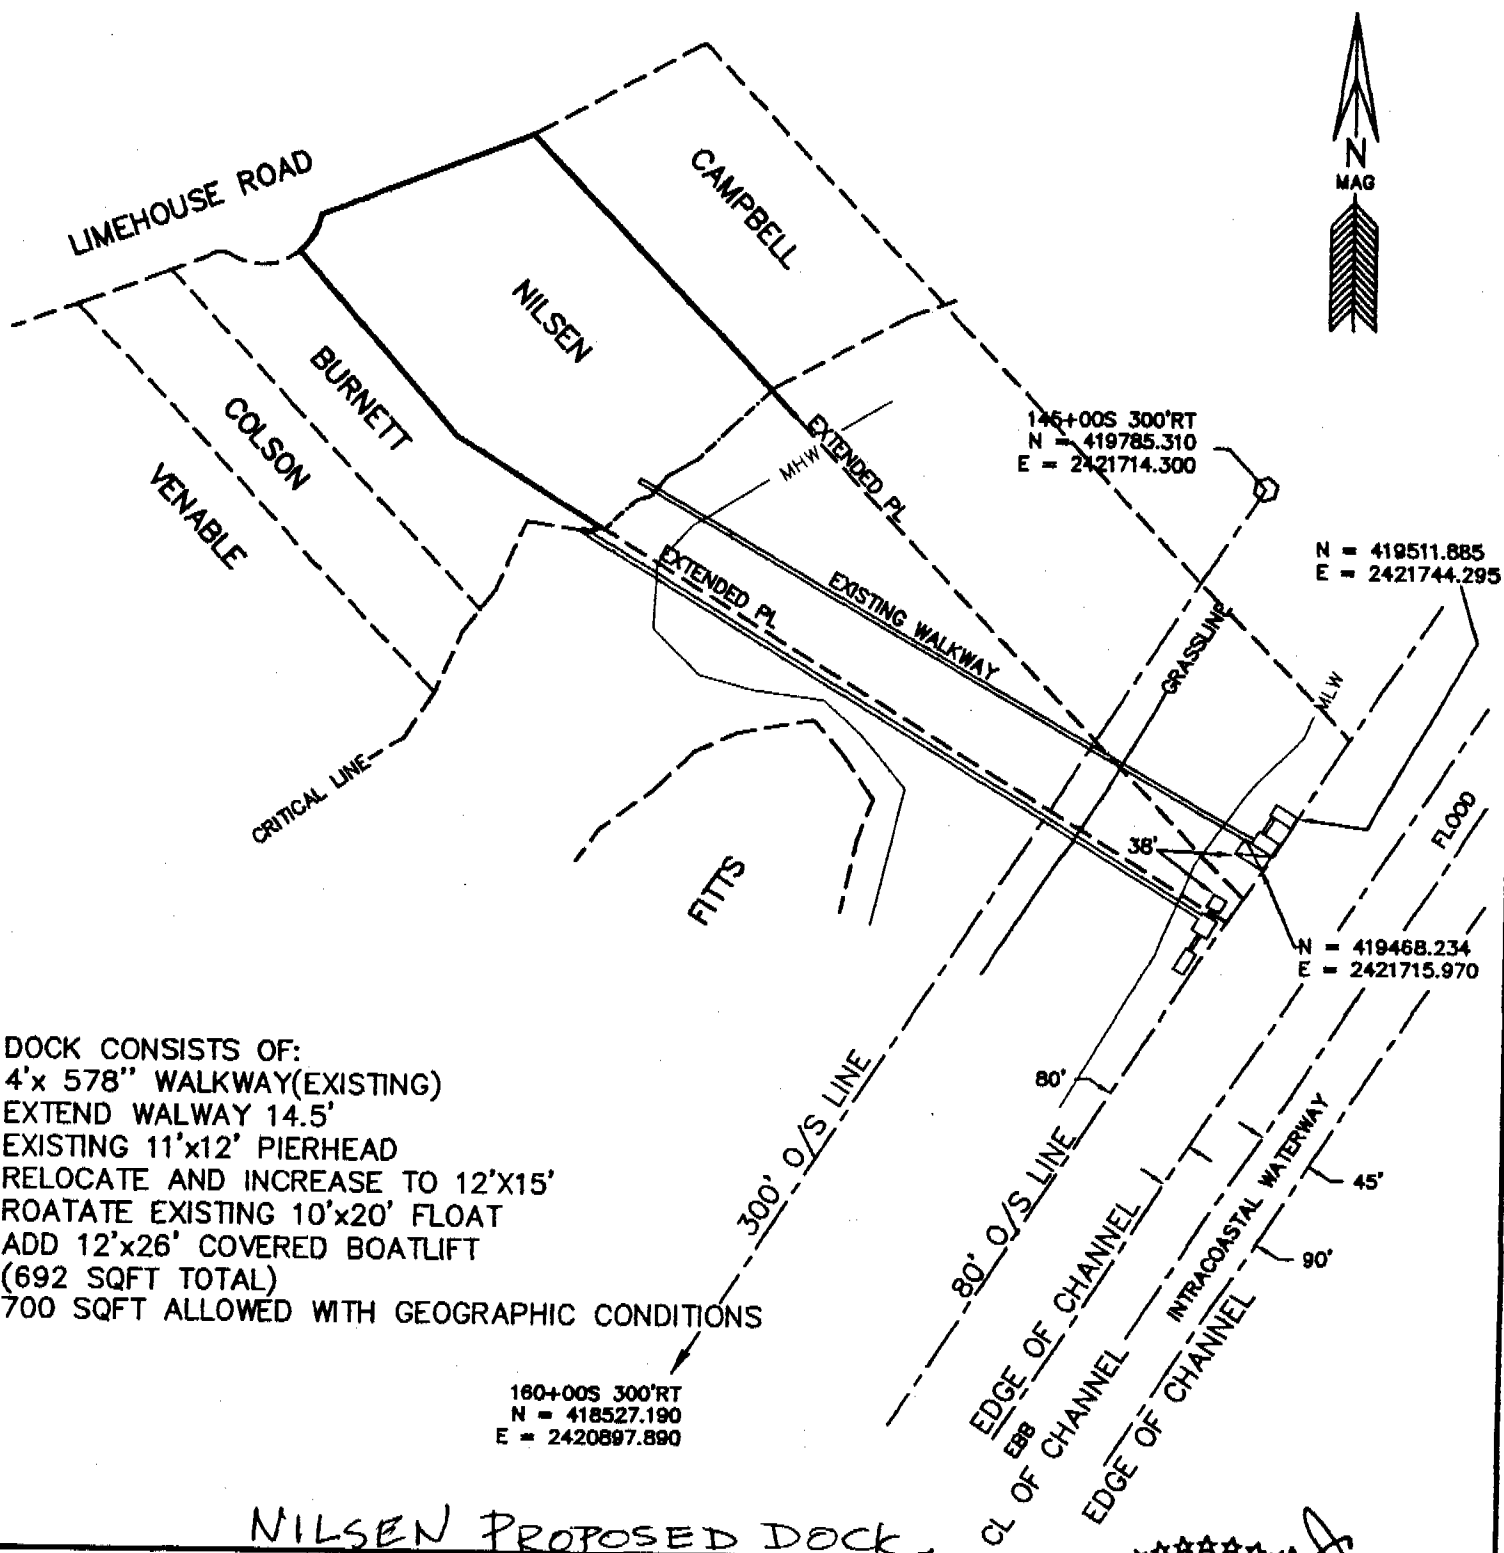 N
MAG
LIMEHOUSE ROAD
CAMPBELL
NILSEN
BURNETT
COLSON
VENABLE
EXTENDED PL
MHW
145+00S 300'RT
N = 419785.310
E = 2421714.300
N = 419511.885
E = 2421744.295
EXTENDED PL
EXISTING WALKWAY
GRASSLINE
MLW
CRITICAL LINE
FITTS
38'
FLOOD
N = 419468.234
E = 2421715.970
DOCK CONSISTS OF:
4'x 578'' WALKWAY(EXISTING)
EXTEND WALWAY 14.5'
EXISTING 11'x12' PIERHEAD
RELOCATE AND INCREASE TO 12'X15'
ROATATE EXISTING 10'x20' FLOAT
ADD 12'x26' COVERED BOATLIFT
(692 SQFT TOTAL)
700 SQFT ALLOWED WITH GEOGRAPHIC CONDITIONS
300' O/S LINE
80'
80' O/S LINE
EDGE OF CHANNEL
EBB
CL OF CHANNEL
INTRACOASTAL WATERWAY
EDGE OF CHANNEL
45'
90'
160+00S 300'RT
N = 418527.190
E = 2420897.890
NILSEN PROPOSED DOCK